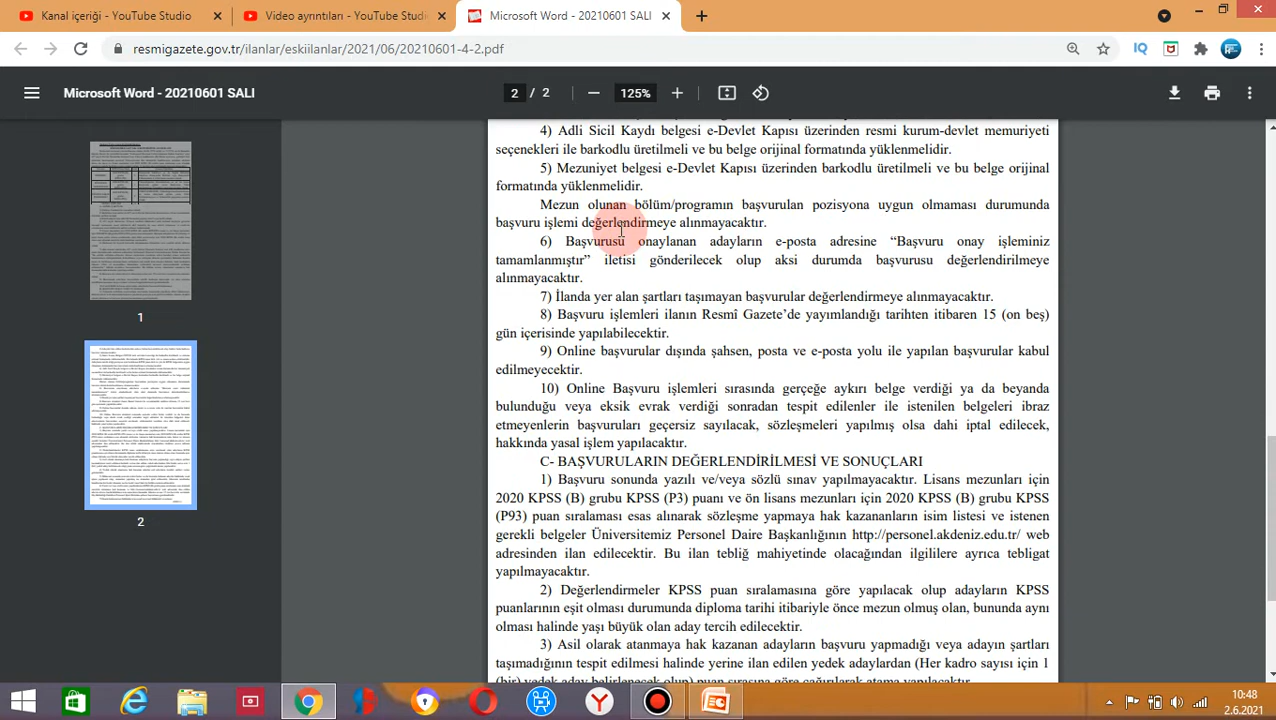 Kanal içeriği - YouTube Studio
Video ayrıntıları - YouTube Studio
Microsoft Word - 20210601 SALI
resmigazete.gov.tr/ilanlar/eskiilanlar/2021/06/20210601-4-2.pdf
IQ
Microsoft Word - 20210601 SALI
2 / 2
125%
4) Adli Sicil Kaydı belgesi e-Devlet Kapısı üzerinden resmi kurum-devlet memuriyeti
seçenekleri ile barkodlu üretilmeli ve bu belge orijinal formatında yüklenmelidir.
5) Mezuniyet belgesi e-Devlet Kapısı üzerinden barkodlu üretilmeli ve bu belge orijinal
formatında yüklenmelidir.
Mezun olunan bölüm/programın başvurulan pozisyona uygun olmaması durumunda
değerlendirmeye alınmayacaktır.
Başvurusu onaylanan adayların e-posta adresine “Başvuru onay işleminiz
tamamlanmıştır” iletisi gönderilecek olup aksi durumda başvurusu değerlendirilmeye
alınmayacaktır.
7) İlanda yer alan şartları taşımayan başvurular değerlendirmeye alınmayacaktır.
8) Başvuru işlemleri ilanın Resmî Gazete’de yayımlandığı tarihten itibaren 15 (on beş)
gün içerisinde yapılabilecektir.
Online başvurular dışında şahsen, posta ve e-posta yolu ile yapılan başvurular kabul
edilmeyecektir.
10) Online Başvuru işlemleri sırasında gerçeğe aykırı belge verdiği ya da beyanda
bulunduğu veya eksik evrak verdiği sonradan tespit edilenler ile istenilen belgeleri ibraz
etmeyenlerin başvuruları geçersiz sayılacak, sözleşmeleri yapılmış olsa dahi iptal edilecek,
hakkında yasal işlem yapılacaktır.
BAŞVURULARIN DEĞERLENDİRİLMESİ VE SONUÇLARI
sonunda yazılı ve/veya sözlü sınav yapılmayacaktır. Lisans mezunları için
2020 KPSS (B) grubu KPSS (P3) puanı ve ön lisans mezunları için 2020 KPSS (B) grubu KPSS
(P93) puan sıralaması esas alınarak sözleşme yapmaya hak kazananların isim listesi ve istenen
gerekli belgeler Üniversitemiz Personel Daire Başkanlığının http://personel.akdeniz.edu.tr/ web
adresinden ilan edilecektir. Bu ilan tebliğ mahiyetinde olacağından ilgililere ayrıca tebligat
yapılmayacaktır.
2) Değerlendirmeler KPSS puan sıralamasına göre yapılacak olup adayların KPSS
puanlarının eşit olması durumunda diploma tarihi itibariyle önce mezun olmuş olan, bununda aynı
olması halinde yaşı büyük olan aday tercih edilecektir.
3) Asil olarak atanmaya hak kazanan adayların başvuru yapmadığı veya adayın şartları
taşımadığının tespit edilmesi halinde yerine ilan edilen yedek adaylardan (Her kadro sayısı için 1
(bir) yedek aday belirlenecek olup) puan sırasına göre çağrılarak atama yapılacaktır.
1
2
10:48
2.6.2021